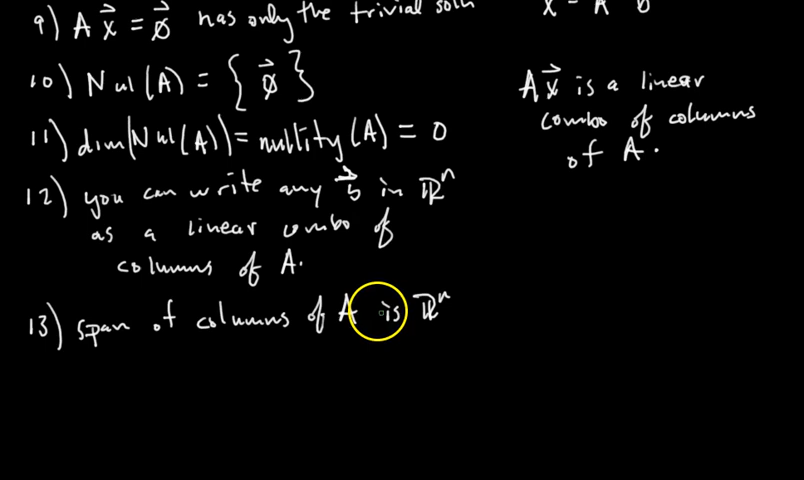 9) A x⃗ = 0⃗ has only the trivial soln
10) Nul(A) = { 0⃗ }
11) dim(Nul(A)) = nullity(A) = 0
12) you can write any b⃗ in ℝⁿ
as a linear combo of
columns of A.
13) span of columns of A is ℝⁿ
A x⃗ is a linear
combo of columns
of A.